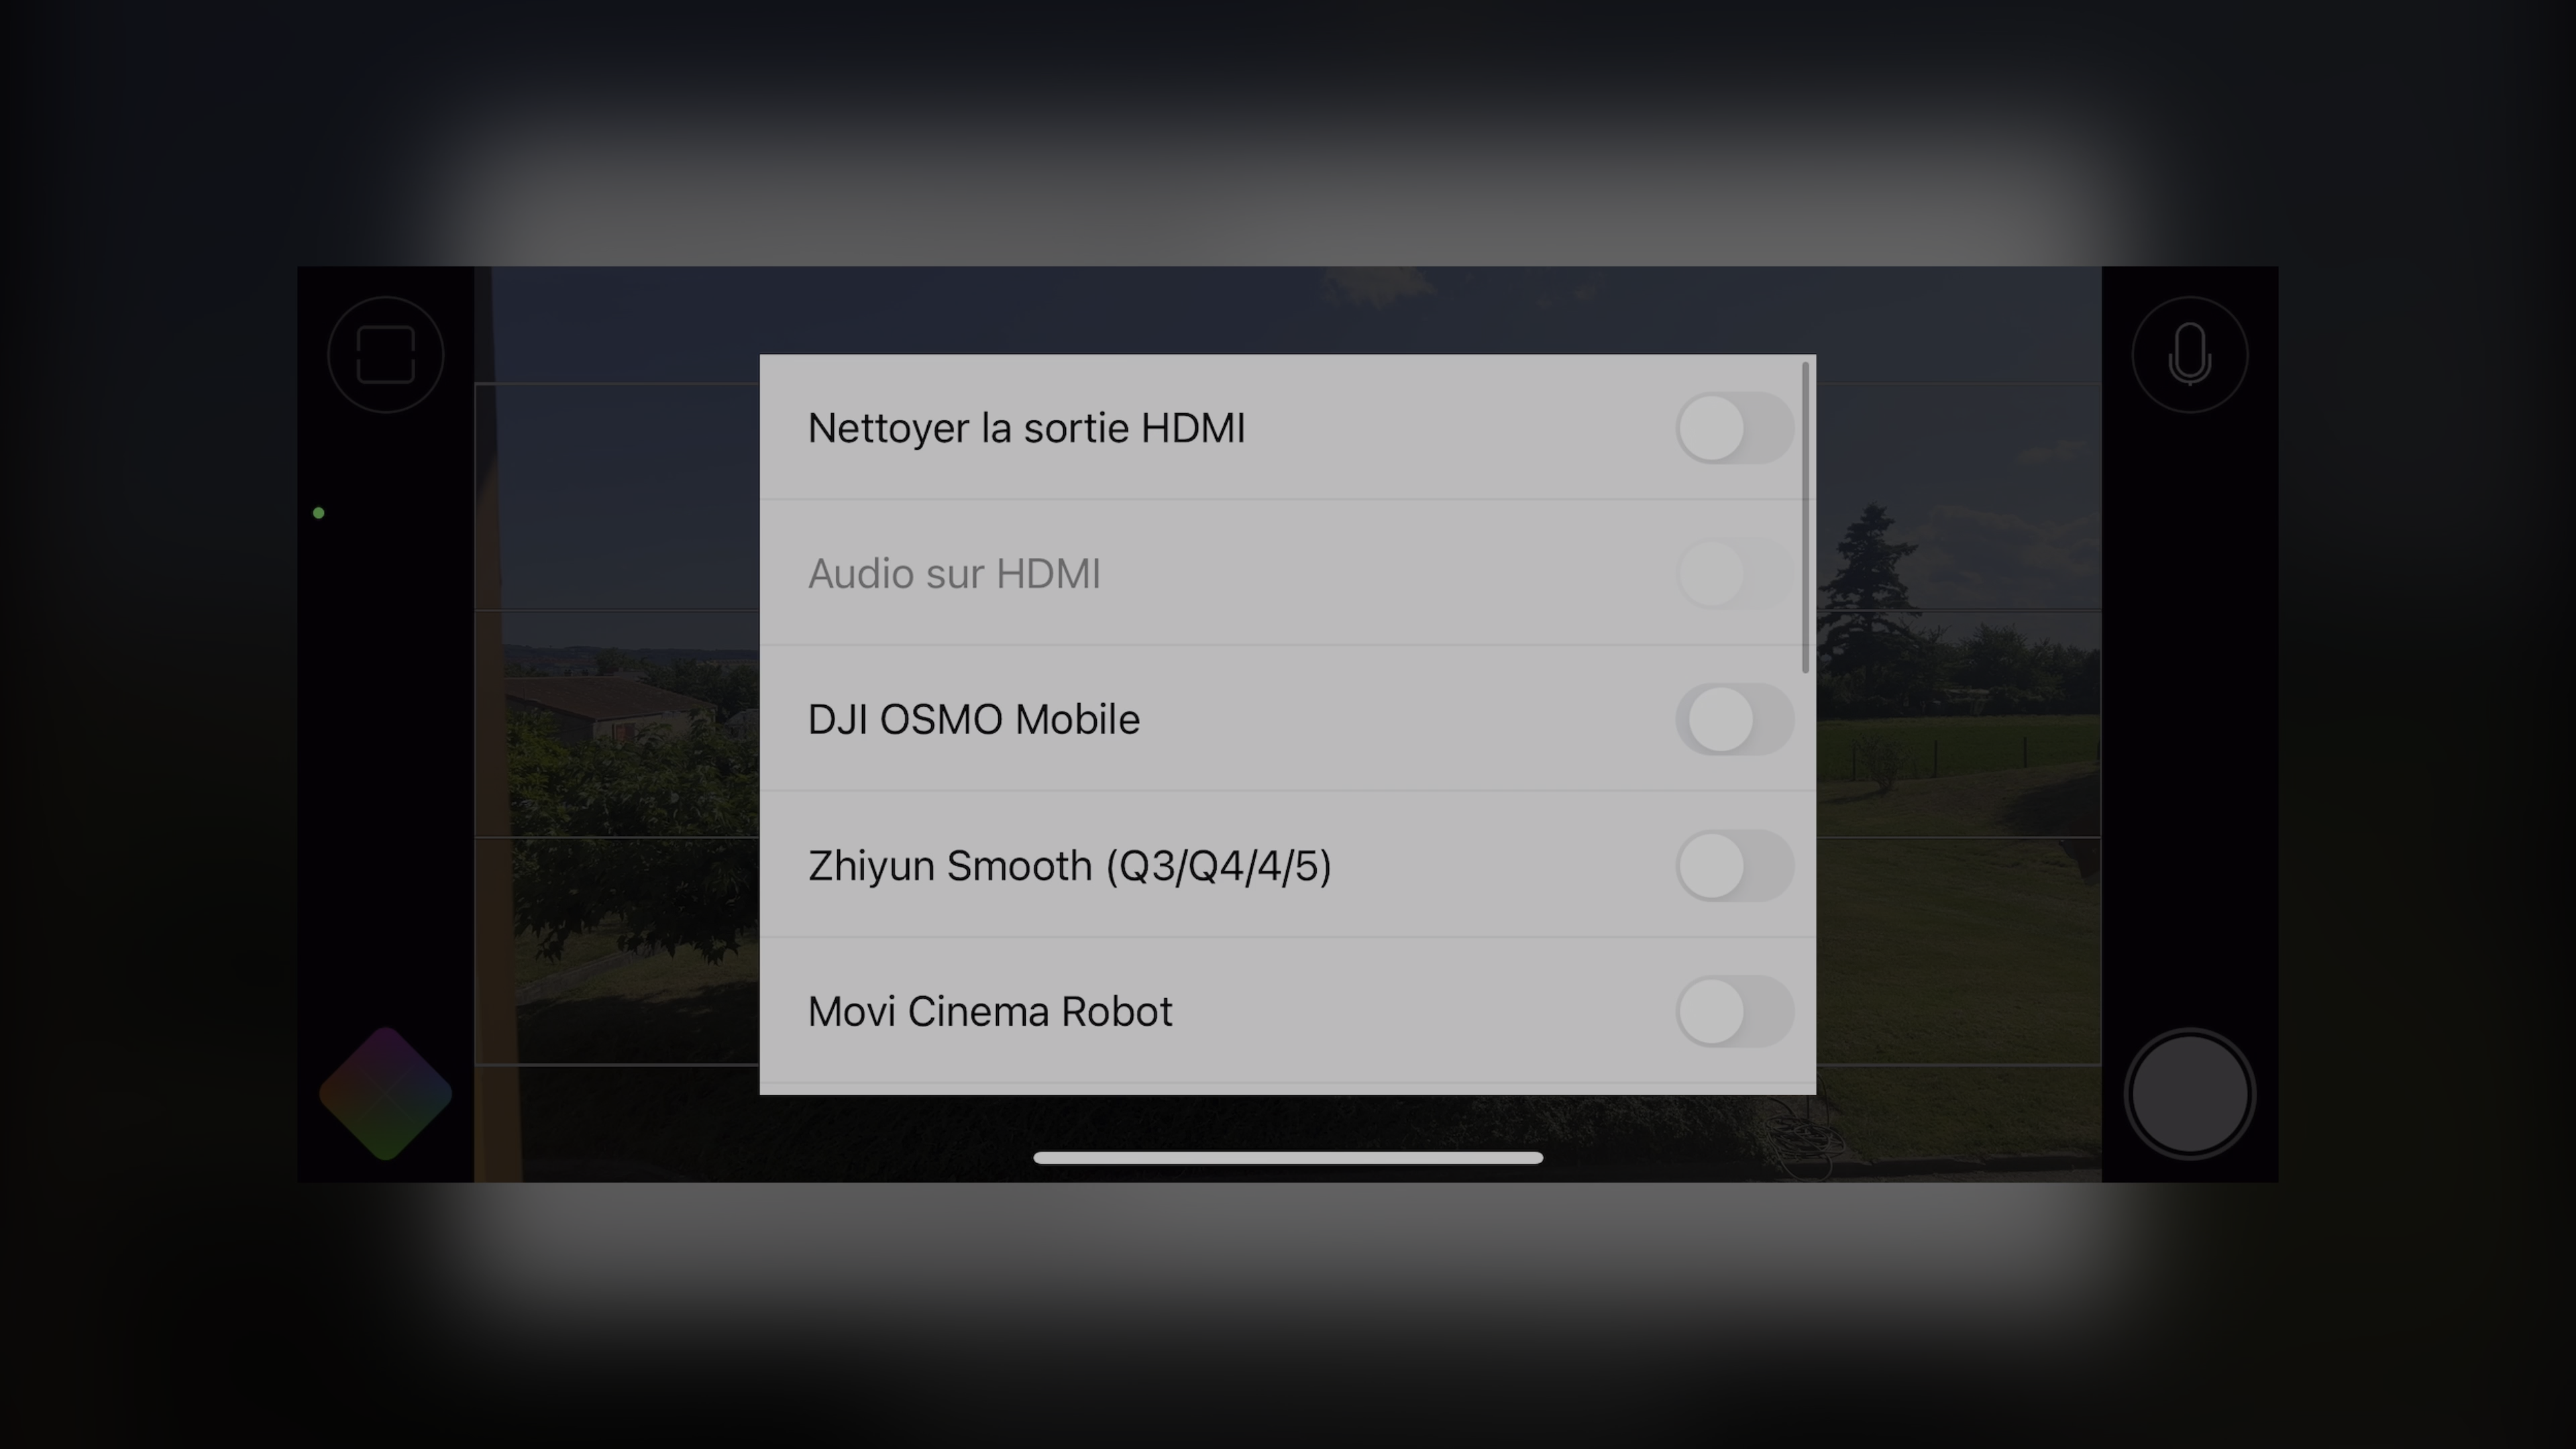 Nettoyer la sortie HDMI
Audio sur HDMI
DJI OSMO Mobile
Zhiyun Smooth (Q3/Q4/4/5)
Movi Cinema Robot